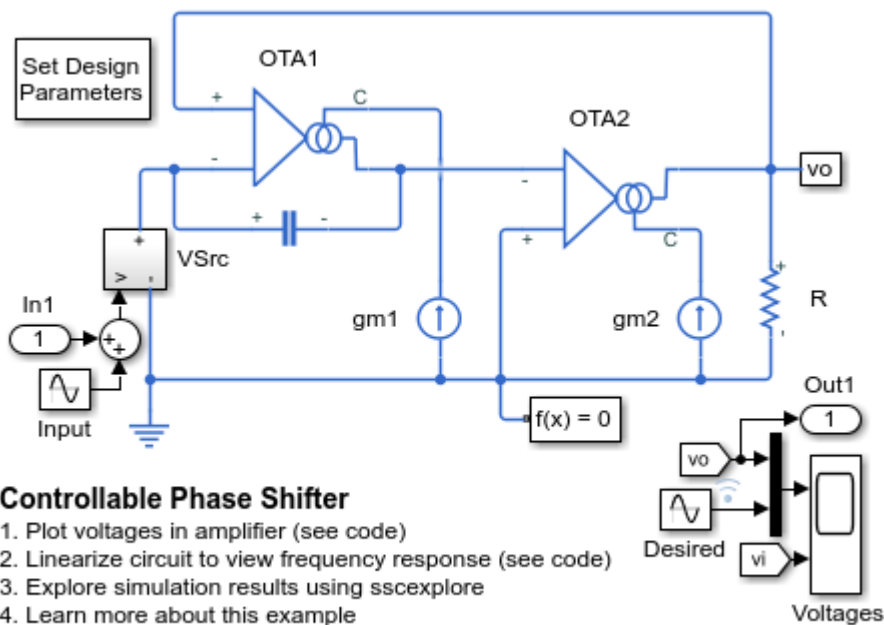 OTA1
Set Design
Parameters
+
C
OTA2
-
vo
-
+
-
+
C
+
VSrc
+
> -
gm1
gm2
R
-
In1
1
+
+
Input
f(x) = 0
Out1
1
vo
Desired
vi
Voltages
Controllable Phase Shifter
1. Plot voltages in amplifier (see code)
2. Linearize circuit to view frequency response (see code)
3. Explore simulation results using sscexplore
4. Learn more about this example